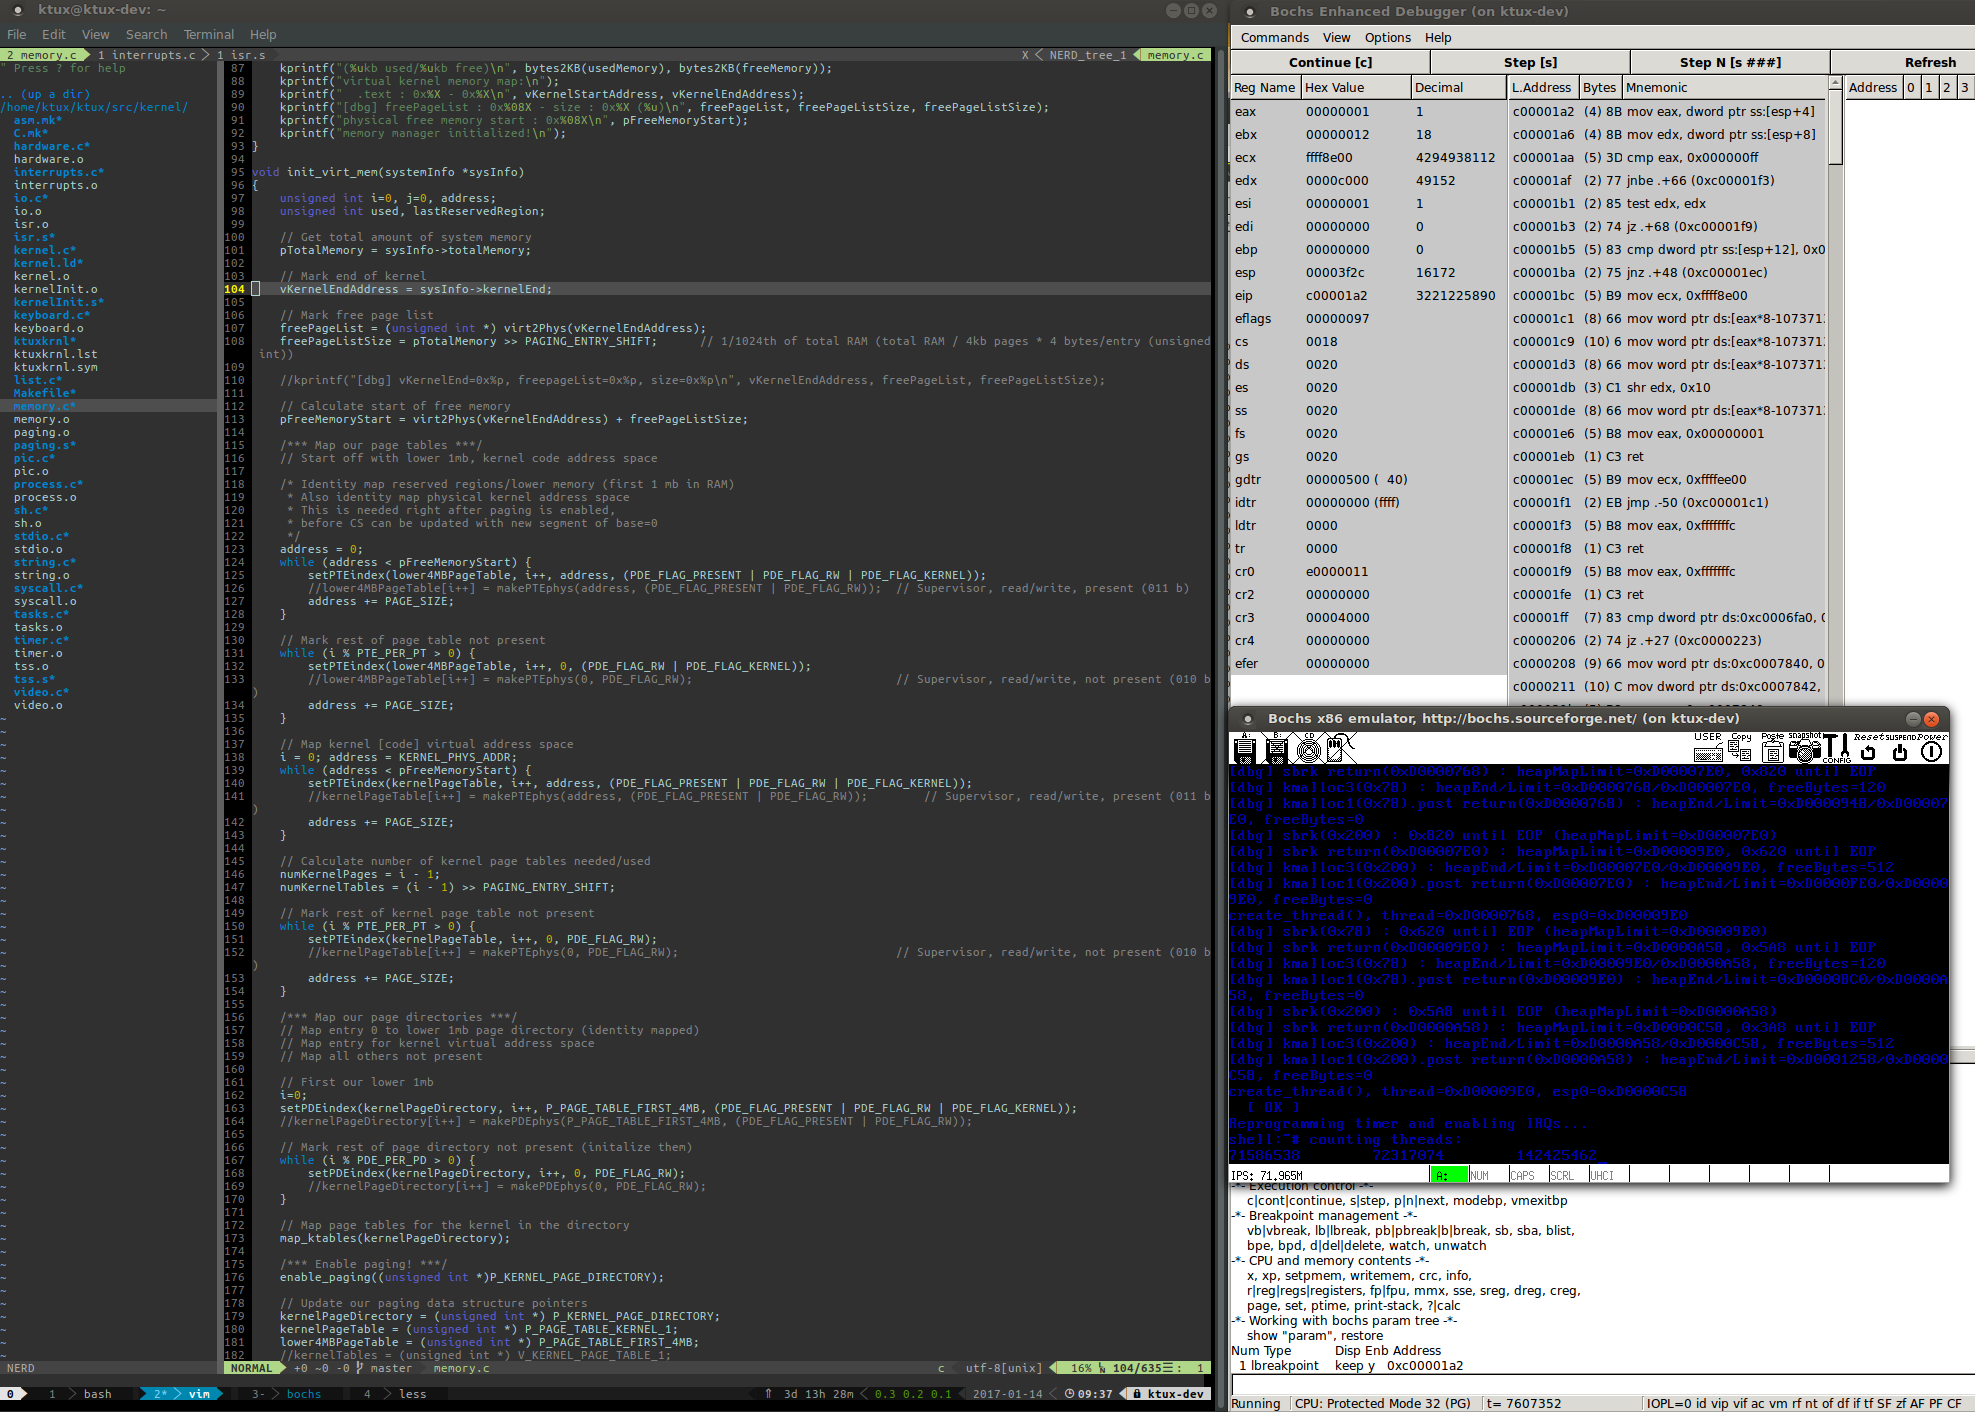 ktux@ktux-dev: ~
File Edit View Search Terminal Help
2 memory.c 1 interrupts.c 1 isr.s X NERD_tree_1 memory.c
" Press ? for help
.. (up a dir)
/home/ktux/ktux/src/kernel/
asm.mk*
C.mk*
hardware.c*
hardware.o
interrupts.c*
interrupts.o
io.c*
io.o
isr.o
isr.s*
kernel.c*
kernel.ld*
kernel.o
kernelInit.o
kernelInit.s*
keyboard.c*
keyboard.o
ktuxkrnl*
ktuxkrnl.lst
ktuxkrnl.sym
list.c*
Makefile*
memory.c*
memory.o
paging.o
paging.s*
pic.c*
pic.o
process.c*
process.o
sh.c*
sh.o
stdio.c*
stdio.o
string.c*
string.o
syscall.c*
syscall.o
tasks.c*
tasks.o
timer.c*
timer.o
tss.o
tss.s*
video.c*
video.o
87 kprintf("(%ukb used/%ukb free)\n", bytes2KB(usedMemory), bytes2KB(freeMemory));
88 kprintf("virtual kernel memory map:\n");
89 kprintf("  .text : 0x%X - 0x%X\n", vKernelStartAddress, vKernelEndAddress);
90 kprintf("[dbg] freePageList : 0x%08X - size : 0x%X (%u)\n", freePageList, freePageListSize, freePageListSize);
91 kprintf("physical free memory start : 0x%08X\n", pFreeMemoryStart);
92 kprintf("memory manager initialized!\n");
93 }
94
95 void init_virt_mem(systemInfo *sysInfo)
96 {
97 unsigned int i=0, j=0, address;
98 unsigned int used, lastReservedRegion;
99
100 // Get total amount of system memory
101 pTotalMemory = sysInfo->totalMemory;
102
103 // Mark end of kernel
104 vKernelEndAddress = sysInfo->kernelEnd;
105
106 // Mark free page list
107 freePageList = (unsigned int *) virt2Phys(vKernelEndAddress);
108 freePageListSize = pTotalMemory >> PAGING_ENTRY_SHIFT; // 1/1024th of total RAM (total RAM / 4kb pages * 4 bytes/entry (unsigned
int))
109
110 //kprintf("[dbg] vKernelEnd=0x%p, freepageList=0x%p, size=0x%p\n", vKernelEndAddress, freePageList, freePageListSize);
111
112 // Calculate start of free memory
113 pFreeMemoryStart = virt2Phys(vKernelEndAddress) + freePageListSize;
114
115 /*** Map our page tables ***/
116 // Start off with lower 1mb, kernel code address space
117
118 /* Identity map reserved regions/lower memory (first 1 mb in RAM)
119 * Also identity map physical kernel address space
120 * This is needed right after paging is enabled,
121 * before CS can be updated with new segment of base=0
122 */
123 address = 0;
124 while (address < pFreeMemoryStart) {
125 setPTEindex(lower4MBPageTable, i++, address, (PDE_FLAG_PRESENT | PDE_FLAG_RW | PDE_FLAG_KERNEL));
126 //lower4MBPageTable[i++] = makePTEphys(address, (PDE_FLAG_PRESENT | PDE_FLAG_RW)); // Supervisor, read/write, present (011 b)
127 address += PAGE_SIZE;
128 }
129
130 // Mark rest of page table not present
131 while (i % PTE_PER_PT > 0) {
132 setPTEindex(lower4MBPageTable, i++, 0, (PDE_FLAG_RW | PDE_FLAG_KERNEL));
133 //lower4MBPageTable[i++] = makePTEphys(0, PDE_FLAG_RW); // Supervisor, read/write, not present (010 b
)
134 address += PAGE_SIZE;
135 }
136
137 // Map kernel [code] virtual address space
138 i = 0; address = KERNEL_PHYS_ADDR;
139 while (address < pFreeMemoryStart) {
140 setPTEindex(kernelPageTable, i++, address, (PDE_FLAG_PRESENT | PDE_FLAG_RW | PDE_FLAG_KERNEL));
141 //kernelPageTable[i++] = makePTEphys(address, (PDE_FLAG_PRESENT | PDE_FLAG_RW)); // Supervisor, read/write, present (011 b
)
142 address += PAGE_SIZE;
143 }
144
145 // Calculate number of kernel page tables needed/used
146 numKernelPages = i - 1;
147 numKernelTables = (i - 1) >> PAGING_ENTRY_SHIFT;
148
149 // Mark rest of kernel page table not present
150 while (i % PTE_PER_PT > 0) {
151 setPTEindex(kernelPageTable, i++, 0, PDE_FLAG_RW);
152 //kernelPageTable[i++] = makePTEphys(0, PDE_FLAG_RW); // Supervisor, read/write, not present (010 b
)
153 address += PAGE_SIZE;
154 }
155
156 /*** Map our page directories ***/
157 // Map entry 0 to lower 1mb page directory (identity mapped)
158 // Map entry for kernel virtual address space
159 // Map all others not present
160
161 // First our lower 1mb
162 i=0;
163 setPDEindex(kernelPageDirectory, i++, P_PAGE_TABLE_FIRST_4MB, (PDE_FLAG_PRESENT | PDE_FLAG_RW | PDE_FLAG_KERNEL));
164 //kernelPageDirectory[i++] = makePDEphys(P_PAGE_TABLE_FIRST_4MB, (PDE_FLAG_PRESENT | PDE_FLAG_RW));
165
166 // Mark rest of page directory not present (initalize them)
167 while (i % PDE_PER_PD > 0) {
168 setPDEindex(kernelPageDirectory, i++, 0, PDE_FLAG_RW);
169 //kernelPageDirectory[i++] = makePDEphys(0, PDE_FLAG_RW);
170 }
171
172 // Map page tables for the kernel in the directory
173 map_ktables(kernelPageDirectory);
174
175 /*** Enable paging! ***/
176 enable_paging((unsigned int *)P_KERNEL_PAGE_DIRECTORY);
177
178 // Update our paging data structure pointers
179 kernelPageDirectory = (unsigned int *) P_KERNEL_PAGE_DIRECTORY;
180 kernelPageTable = (unsigned int *) P_PAGE_TABLE_KERNEL_1;
181 lower4MBPageTable = (unsigned int *) P_PAGE_TABLE_FIRST_4MB;
182 //kernelTables = (unsigned int *) V_KERNEL_PAGE_TABLE_1;
NERD NORMAL +0 ~0 -0 master memory.c c utf-8[unix] 16% 104/635 : 1
0 1 bash 2* vim 3- bochs 4 less ⇑ 3d 13h 28m 0.3 0.2 0.1 2017-01-14 09:37 ktux-dev
Bochs Enhanced Debugger (on ktux-dev)
Commands View Options Help
Continue [c] Step [s] Step N [s ###] Refresh
Reg Name Hex Value Decimal L.Address Bytes Mnemonic Address 0 1 2 3
eax 00000001 1 c00001a2 (4) 8B mov eax, dword ptr ss:[esp+4]
ebx 00000012 18 c00001a6 (4) 8B mov edx, dword ptr ss:[esp+8]
ecx ffff8e00 4294938112 c00001aa (5) 3D cmp eax, 0x000000ff
edx 0000c000 49152 c00001af (2) 77 jnbe .+66 (0xc00001f3)
esi 00000001 1 c00001b1 (2) 85 test edx, edx
edi 00000000 0 c00001b3 (2) 74 jz .+68 (0xc00001f9)
ebp 00000000 0 c00001b5 (5) 83 cmp dword ptr ss:[esp+12], 0x0
esp 00003f2c 16172 c00001ba (2) 75 jnz .+48 (0xc00001ec)
eip c00001a2 3221225890 c00001bc (5) B9 mov ecx, 0xffff8e00
eflags 00000097 c00001c1 (8) 66 mov word ptr ds:[eax*8-107371
cs 0018 c00001c9 (10) 6 mov word ptr ds:[eax*8-107371
ds 0020 c00001d3 (8) 66 mov word ptr ds:[eax*8-107371
es 0020 c00001db (3) C1 shr edx, 0x10
ss 0020 c00001de (8) 66 mov word ptr ds:[eax*8-107371
fs 0020 c00001e6 (5) B8 mov eax, 0x00000001
gs 0020 c00001eb (1) C3 ret
gdtr 00000500 ( 40) c00001ec (5) B9 mov ecx, 0xffffee00
idtr 00000000 (ffff) c00001f1 (2) EB jmp .-50 (0xc00001c1)
ldtr 0000 c00001f3 (5) B8 mov eax, 0xfffffffc
tr 0000 c00001f8 (1) C3 ret
cr0 e0000011 c00001f9 (5) B8 mov eax, 0xfffffffc
cr2 00000000 c00001fe (1) C3 ret
cr3 00004000 c00001ff (7) 83 cmp dword ptr ds:0xc0006fa0, 0
cr4 00000000 c0000206 (2) 74 jz .+27 (0xc0000223)
efer 00000000 c0000208 (9) 66 mov word ptr ds:0xc0007840, 0
c0000211 (10) C mov dword ptr ds:0xc0007842,
Bochs x86 emulator, http://bochs.sourceforge.net/ (on ktux-dev)
A: B: CD USER Copy Paste Snapshot CONFIG Reset SUSPEND Power
[dbg] sbrk return(0xD0000768) : heapMapLimit=0xD00007E0, 0x820 until EOP
[dbg] kmalloc3(0x78) : heapEnd/Limit=0xD0000768/0xD00007E0, freeBytes=120
[dbg] kmalloc1(0x78).post return(0xD0000768) : heapEnd/Limit=0xD0000948/0xD00007
E0, freeBytes=0
[dbg] sbrk(0x200) : 0x820 until EOP (heapMapLimit=0xD00007E0)
[dbg] sbrk return(0xD00007E0) : heapMapLimit=0xD00009E0, 0x620 until EOP
[dbg] kmalloc3(0x200) : heapEnd/Limit=0xD00007E0/0xD00009E0, freeBytes=512
[dbg] kmalloc1(0x200).post return(0xD00007E0) : heapEnd/Limit=0xD0000FE0/0xD0000
9E0, freeBytes=0
create_thread(), thread=0xD0000768, esp0=0xD00009E0
[dbg] sbrk(0x78) : 0x620 until EOP (heapMapLimit=0xD00009E0)
[dbg] sbrk return(0xD00009E0) : heapMapLimit=0xD0000A58, 0x5A8 until EOP
[dbg] kmalloc3(0x78) : heapEnd/Limit=0xD00009E0/0xD0000A58, freeBytes=120
[dbg] kmalloc1(0x78).post return(0xD00009E0) : heapEnd/Limit=0xD0000BC0/0xD0000A
58, freeBytes=0
[dbg] sbrk(0x200) : 0x5A8 until EOP (heapMapLimit=0xD0000A58)
[dbg] sbrk return(0xD0000A58) : heapMapLimit=0xD0000C58, 0x3A8 until EOP
[dbg] kmalloc3(0x200) : heapEnd/Limit=0xD0000A58/0xD0000C58, freeBytes=512
[dbg] kmalloc1(0x200).post return(0xD0000A58) : heapEnd/Limit=0xD0001258/0xD0000
C58, freeBytes=0
create_thread(), thread=0xD00009E0, esp0=0xD0000C58
[ OK ]
Reprogramming timer and enabling IRQs...
shell:~# counting threads:
71586538 72317074 142425462_
IPS: 71.965M A: NUM CAPS SCRL UHCI
-*- Execution control -*-
c|cont|continue, s|step, p|n|next, modebp, vmexitbp
-*- Breakpoint management -*-
vb|vbreak, lb|lbreak, pb|pbreak|b|break, sb, sba, blist,
bpe, bpd, d|del|delete, watch, unwatch
-*- CPU and memory contents -*-
x, xp, setpmem, writemem, crc, info,
r|reg|regs|registers, fp|fpu, mmx, sse, sreg, dreg, creg,
page, set, ptime, print-stack, ?|calc
-*- Working with bochs param tree -*-
show "param", restore
Num Type Disp Enb Address
1 lbreakpoint keep y 0xc00001a2
Running CPU: Protected Mode 32 (PG) t= 7607352 IOPL=0 id vip vif ac vm rf nt of df if tf SF zf AF PF CF